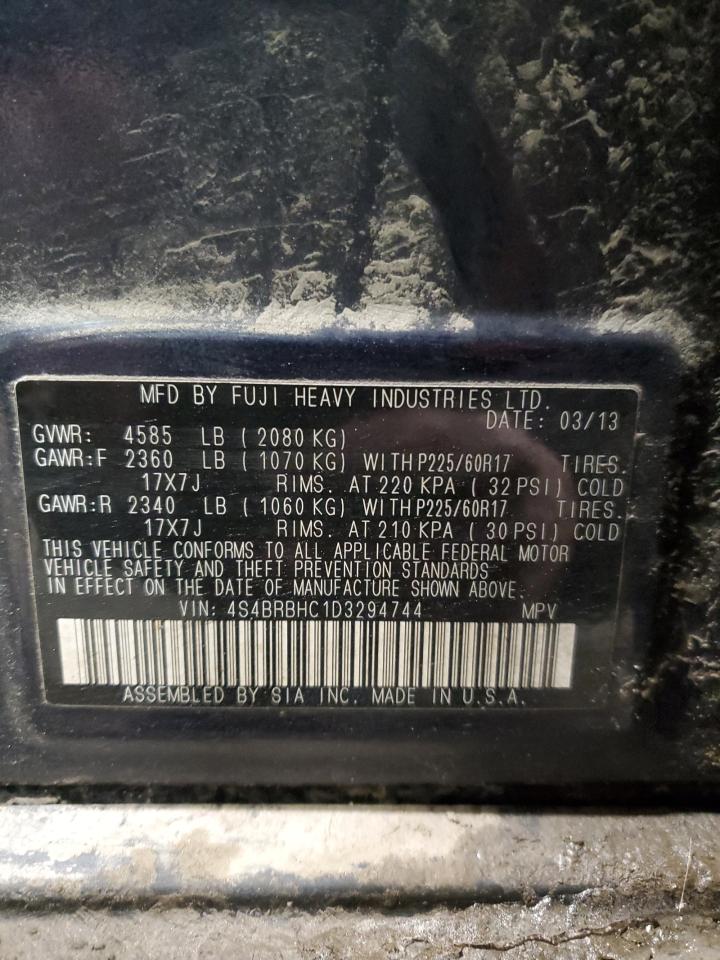 MFD BY FUJI HEAVY INDUSTRIES LTD.
DATE: 03/13
GVWR: 4585 LB ( 2080 KG)
GAWR:F 2360 LB ( 1070 KG) WITH P225/60R17 TIRES.
17X7J RIMS. AT 220 KPA ( 32 PSI) COLD
GAWR:R 2340 LB ( 1060 KG) WITH P225/60R17 TIRES.
17X7J RIMS. AT 210 KPA ( 30 PSI) COLD
THIS VEHICLE CONFORMS TO ALL APPLICABLE FEDERAL MOTOR
VEHICLE SAFETY AND THEFT PREVENTION STANDARDS
IN EFFECT ON THE DATE OF MANUFACTURE SHOWN ABOVE.
VIN: 4S4BRBHC1D3294744 MPV
ASSEMBLED BY SIA INC. MADE IN U.S.A.